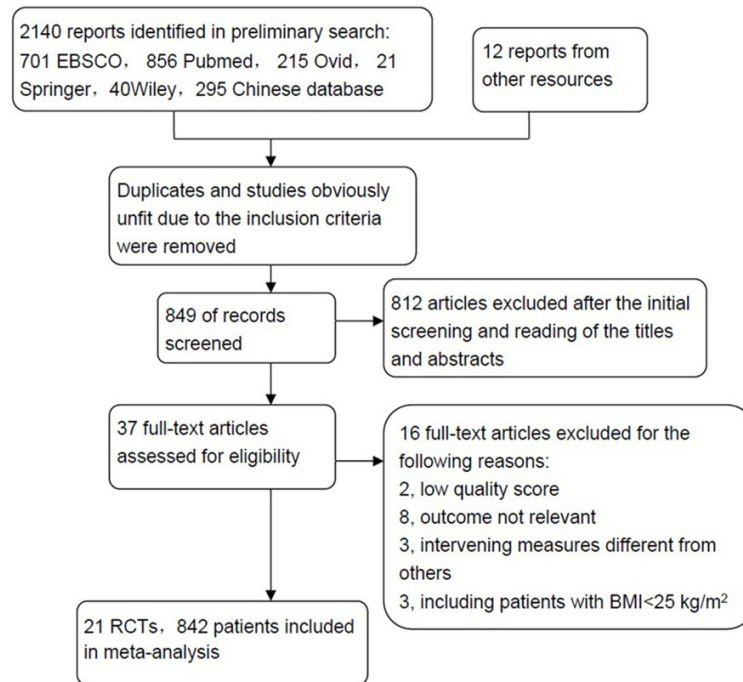 2140 reports identified in preliminary search:
701 EBSCO， 856 Pubmed， 215 Ovid， 21
Springer，40Wiley，295 Chinese database
12 reports from
other resources
Duplicates and studies obviously
unfit due to the inclusion criteria
were removed
849 of records
screened
812 articles excluded after the initial
screening and reading of the titles
and abstracts
37 full-text articles
assessed for eligibility
16 full-text articles excluded for the
following reasons:
2, low quality score
8, outcome not relevant
3, intervening measures different from
others
3, including patients with BMI<25 kg/m²
21 RCTs，842 patients included
in meta-analysis